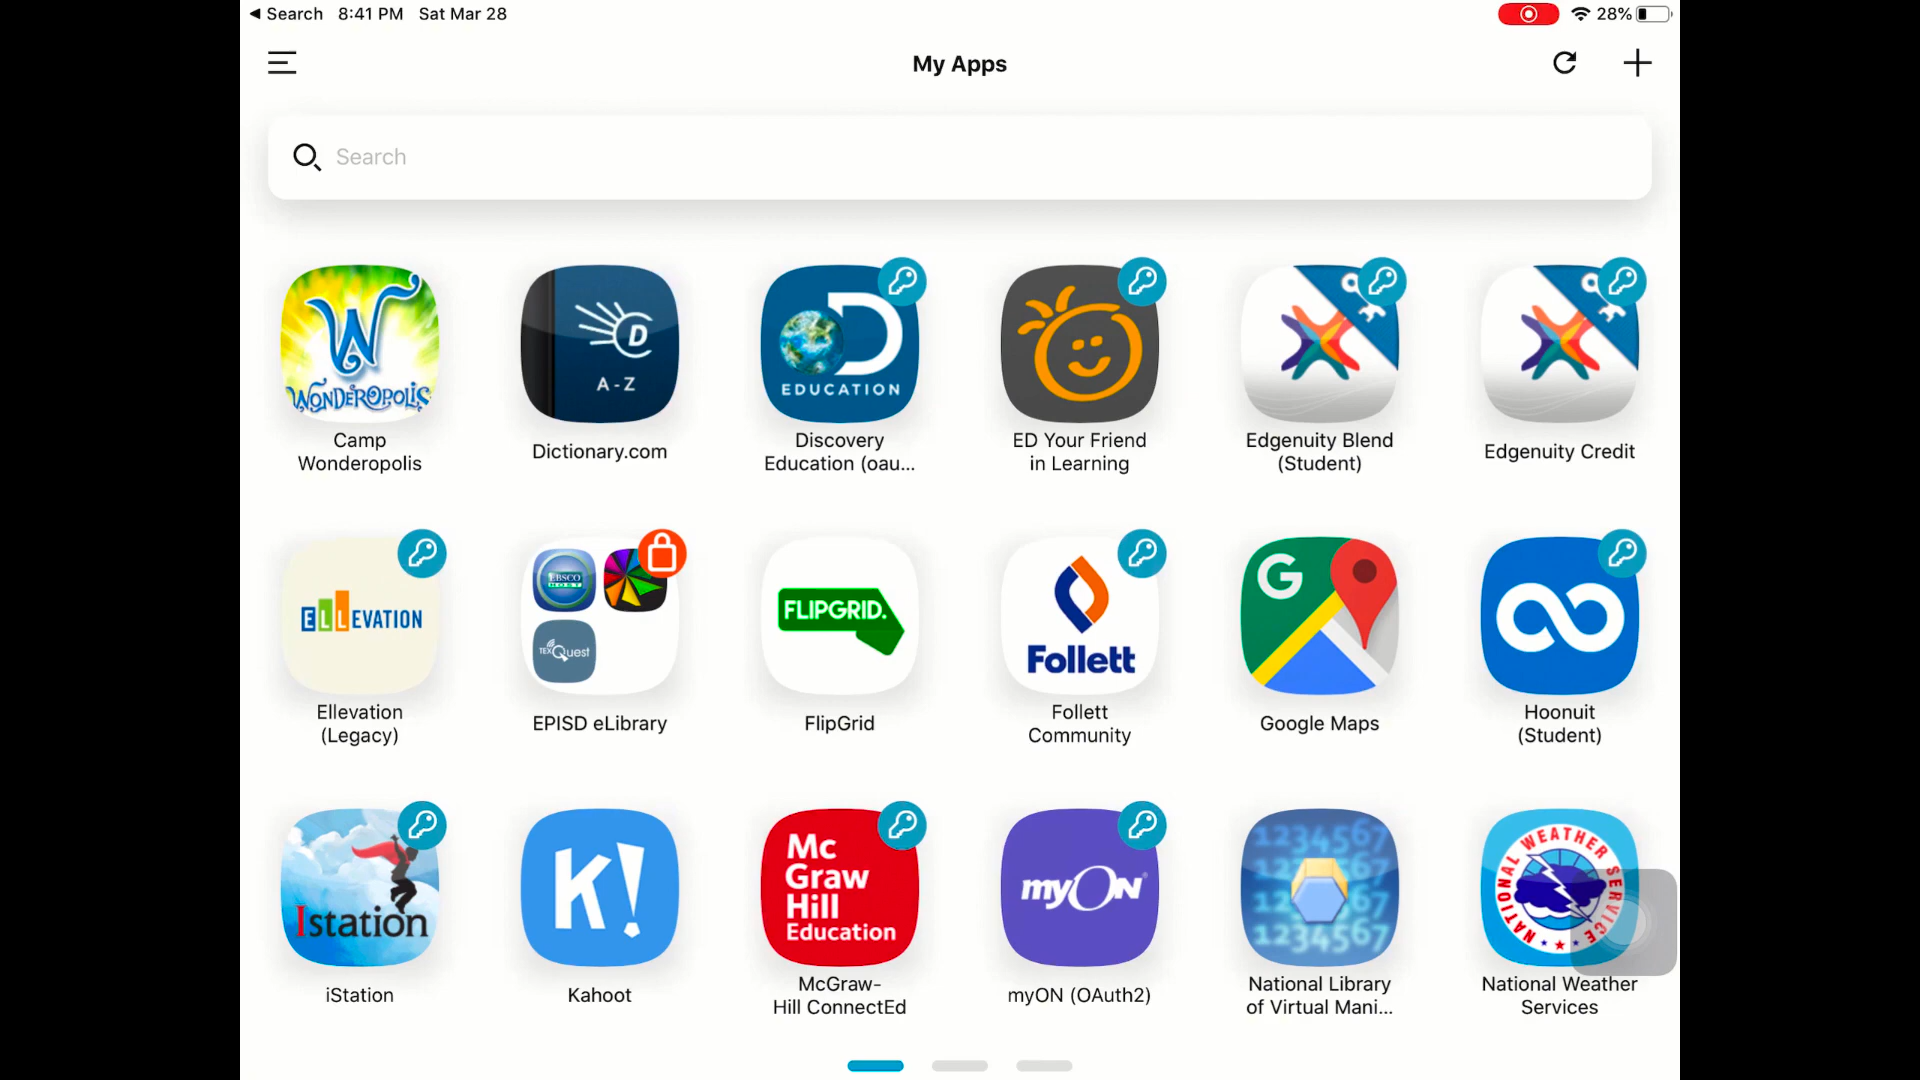 Search 8:41 PM Sat Mar 28 28%
My Apps
Search
W
WONDEROPOLIS
D
A-Z
D
EDUCATION
Camp
Wonderopolis
Dictionary.com
Discovery
Education (oau...
ED Your Friend
in Learning
Edgenuity Blend
(Student)
Edgenuity Credit
ELLEVATION
EBSCO
HOST
TEXQuest
FLIPGRID.
Follett
G
Ellevation
(Legacy)
EPISD eLibrary
FlipGrid
Follett
Community
Google Maps
Hoonuit
(Student)
Istation
K!
Mc
Graw
Hill
Education
myON
1234567
1234567
NATIONAL WEATHER SERVICE
iStation
Kahoot
McGraw-
Hill ConnectEd
myON (OAuth2)
National Library
of Virtual Mani...
National Weather
Services